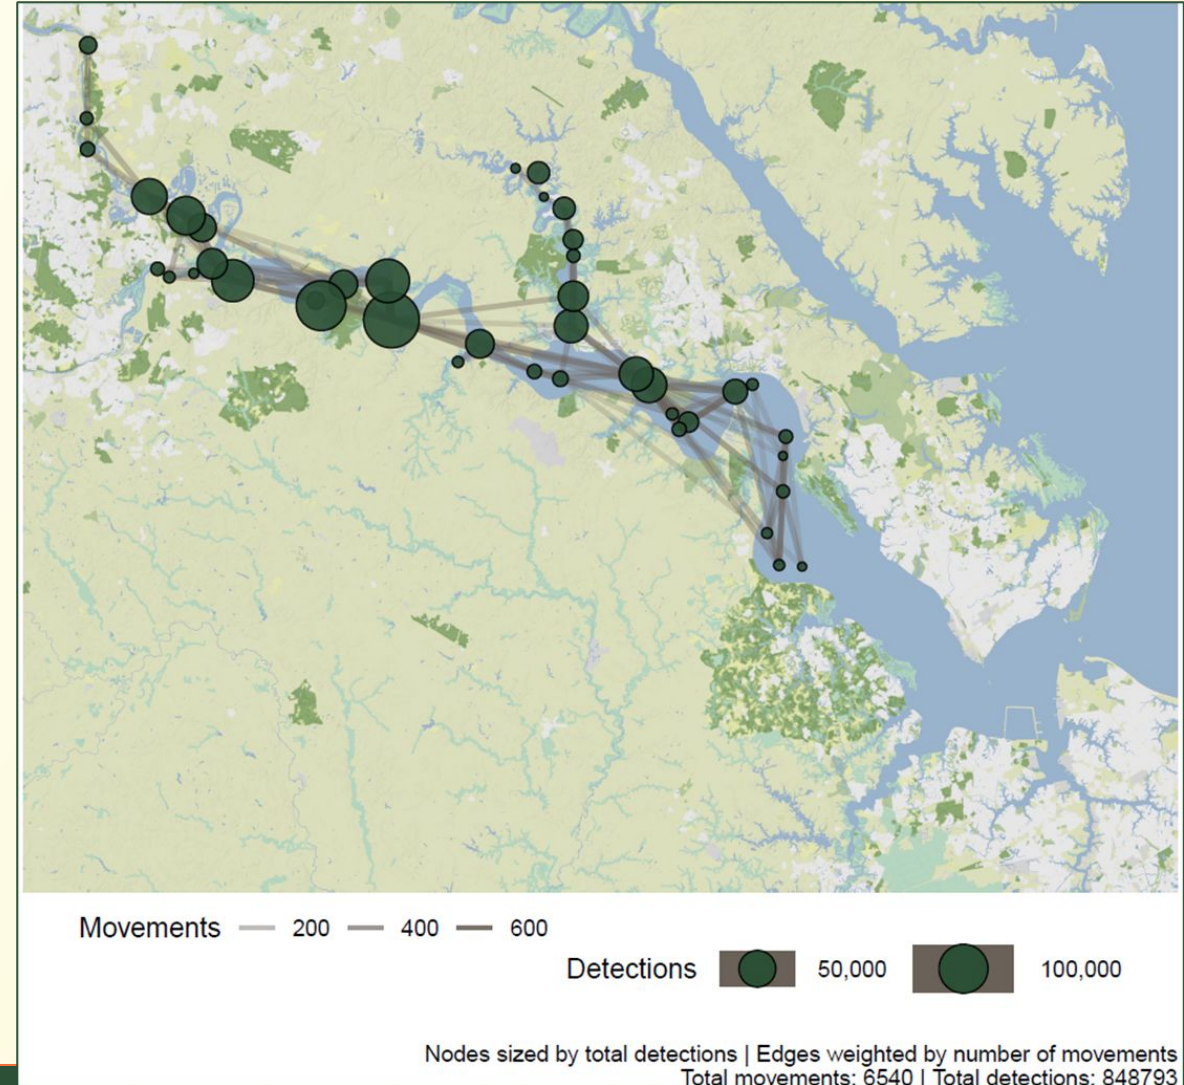 Movements 200 400 600
Detections 50,000 100,000
Nodes sized by total detections | Edges weighted by number of movements
Total movements: 6540 | Total detections: 848793